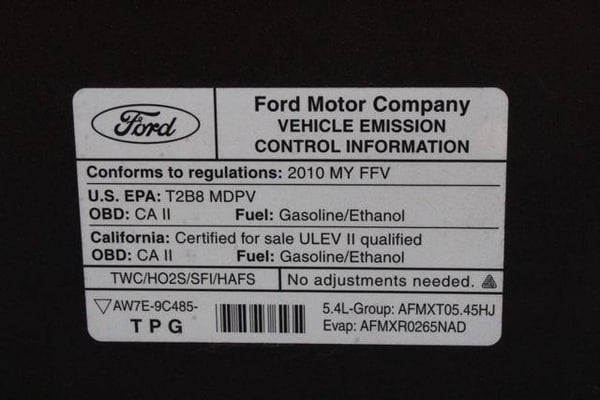 Ford
Ford Motor Company
VEHICLE EMISSION
CONTROL INFORMATION
Conforms to regulations: 2010 MY FFV
U.S. EPA: T2B8 MDPV
OBD: CA II Fuel: Gasoline/Ethanol
California: Certified for sale ULEV II qualified
OBD: CA II Fuel: Gasoline/Ethanol
TWC/HO2S/SFI/HAFS
No adjustments needed.
AW7E-9C485-
TPG
5.4L-Group: AFMXT05.45HJ
Evap: AFMXR0265NAD